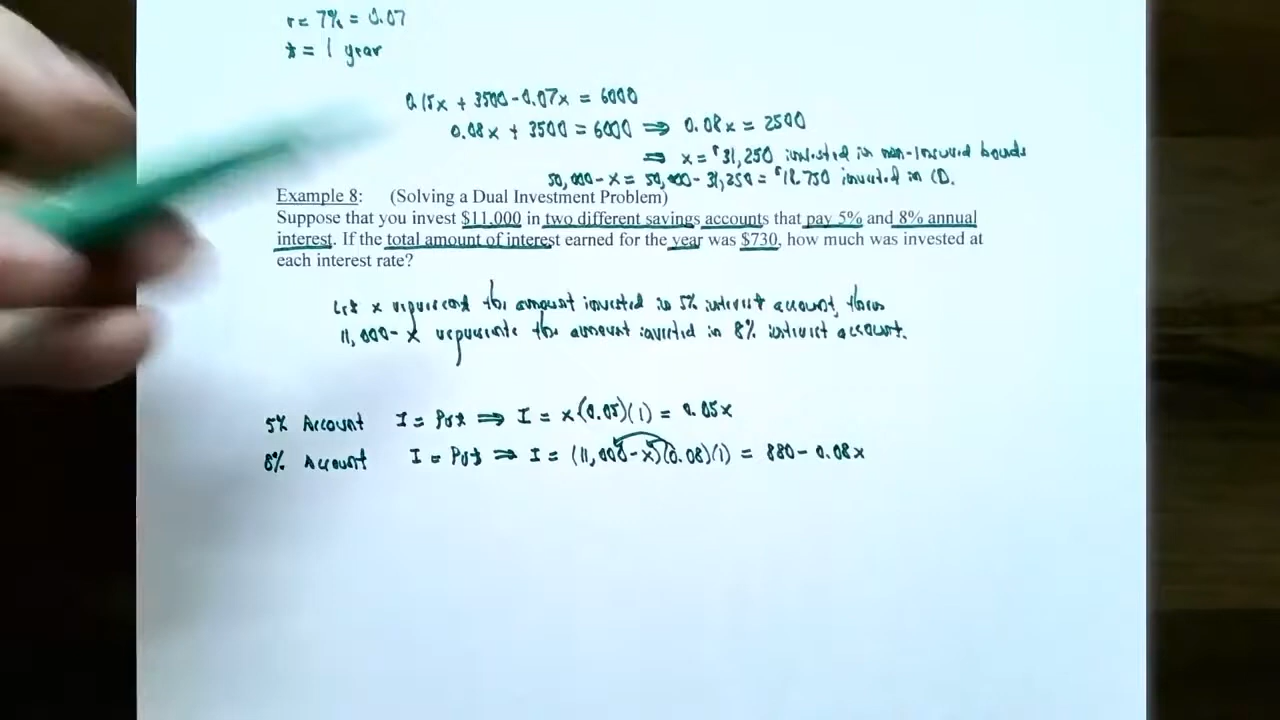 r = 7% = 0.07
t = 1 year
0.15x + 3500 - 0.07x = 6000
0.08x + 3500 = 6000 ⟹ 0.08x = 2500
⟹ x = $31,250 invested in non-insured bonds
50,000 - x = 50,000 - 31,250 = $18,750 invested in CD.
Example 8: (Solving a Dual Investment Problem)
Suppose that you invest $11,000 in two different savings accounts that pay 5% and 8% annual
interest. If the total amount of interest earned for the year was $730, how much was invested at
each interest rate?
Let x represent the amount invested in 5% interest account, then
11,000 - x represents the amount invested in 8% interest account.
5% Account I = Prt ⟹ I = x(0.05)(1) = 0.05x
8% Account I = Prt ⟹ I = (11,000 - x)(0.08)(1) = 880 - 0.08x